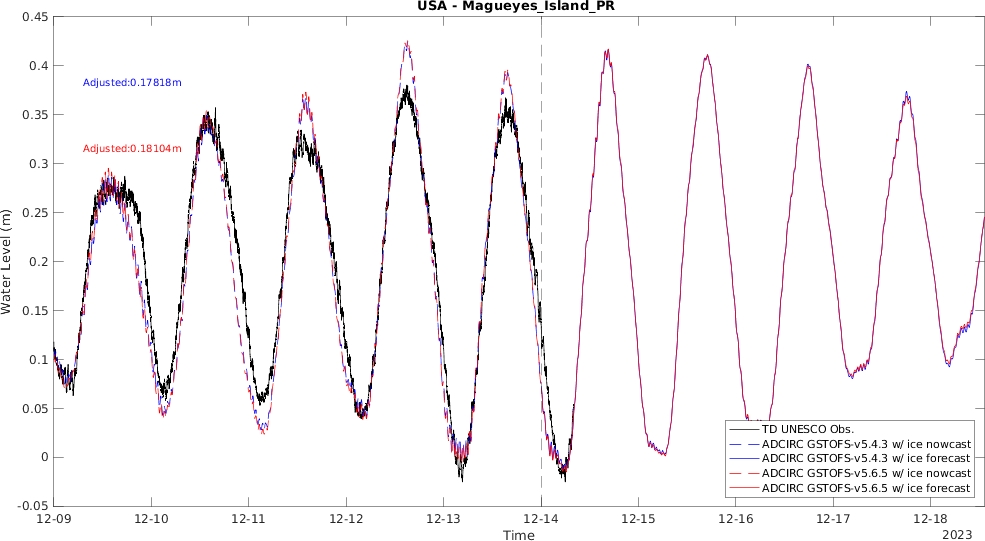 USA - Magueyes_Island_PR
0.45
0.4
0.35
0.3
0.25
0.2
0.15
0.1
0.05
0
-0.05
Water Level (m)
Adjusted:0.17818m
Adjusted:0.18104m
TD UNESCO Obs.
ADCIRC GSTOFS-v5.4.3 w/ ice nowcast
ADCIRC GSTOFS-v5.4.3 w/ ice forecast
ADCIRC GSTOFS-v5.6.5 w/ ice nowcast
ADCIRC GSTOFS-v5.6.5 w/ ice forecast
12-09 12-10 12-11 12-12 12-13 12-14 12-15 12-16 12-17 12-18
Time
2023